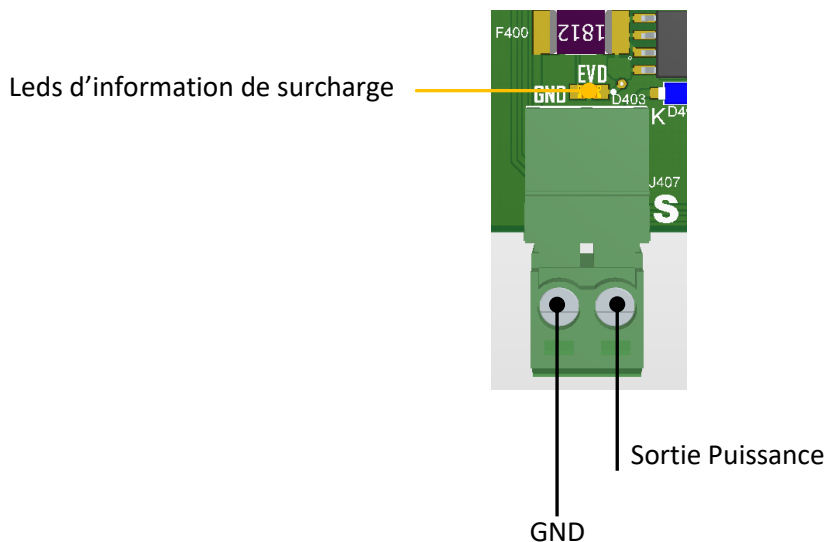 F400
1812
Leds d’information de surcharge
EVD
GND
D403
K
J407
S
Sortie Puissance
GND